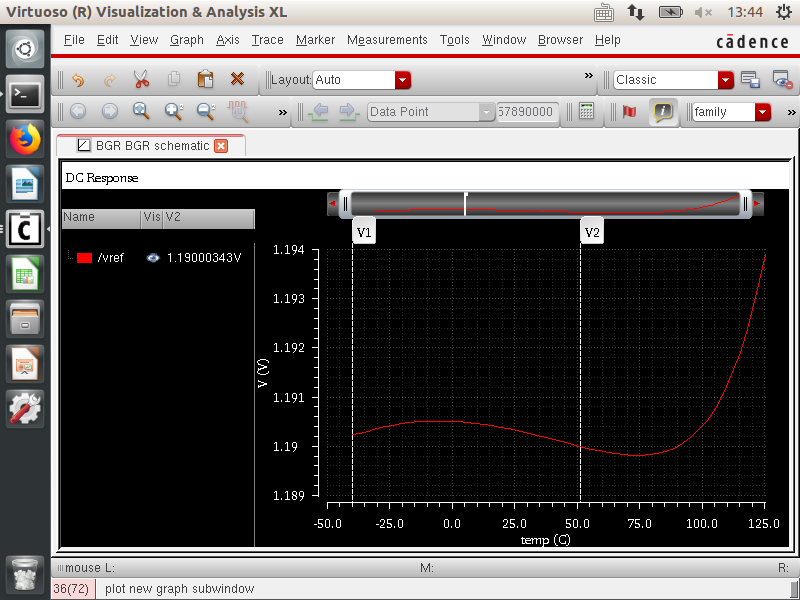 Virtuoso (R) Visualization & Analysis XL
13:44
File Edit View Graph Axis Trace Marker Measurements Tools Window Browser Help
cādence
Layout: Auto
»
Classic
»
Data Point
57890000
family
»
BGR BGR schematic
DC Response
Name Vis V2
/vref 1.19000343V
V1
V2
1.194
1.193
1.192
1.191
1.19
1.189
V (V)
-50.0 -25.0 0.0 25.0 50.0 75.0 100.0 125.0
temp (C)
mouse L: M: R:
36(72) plot new graph subwindow